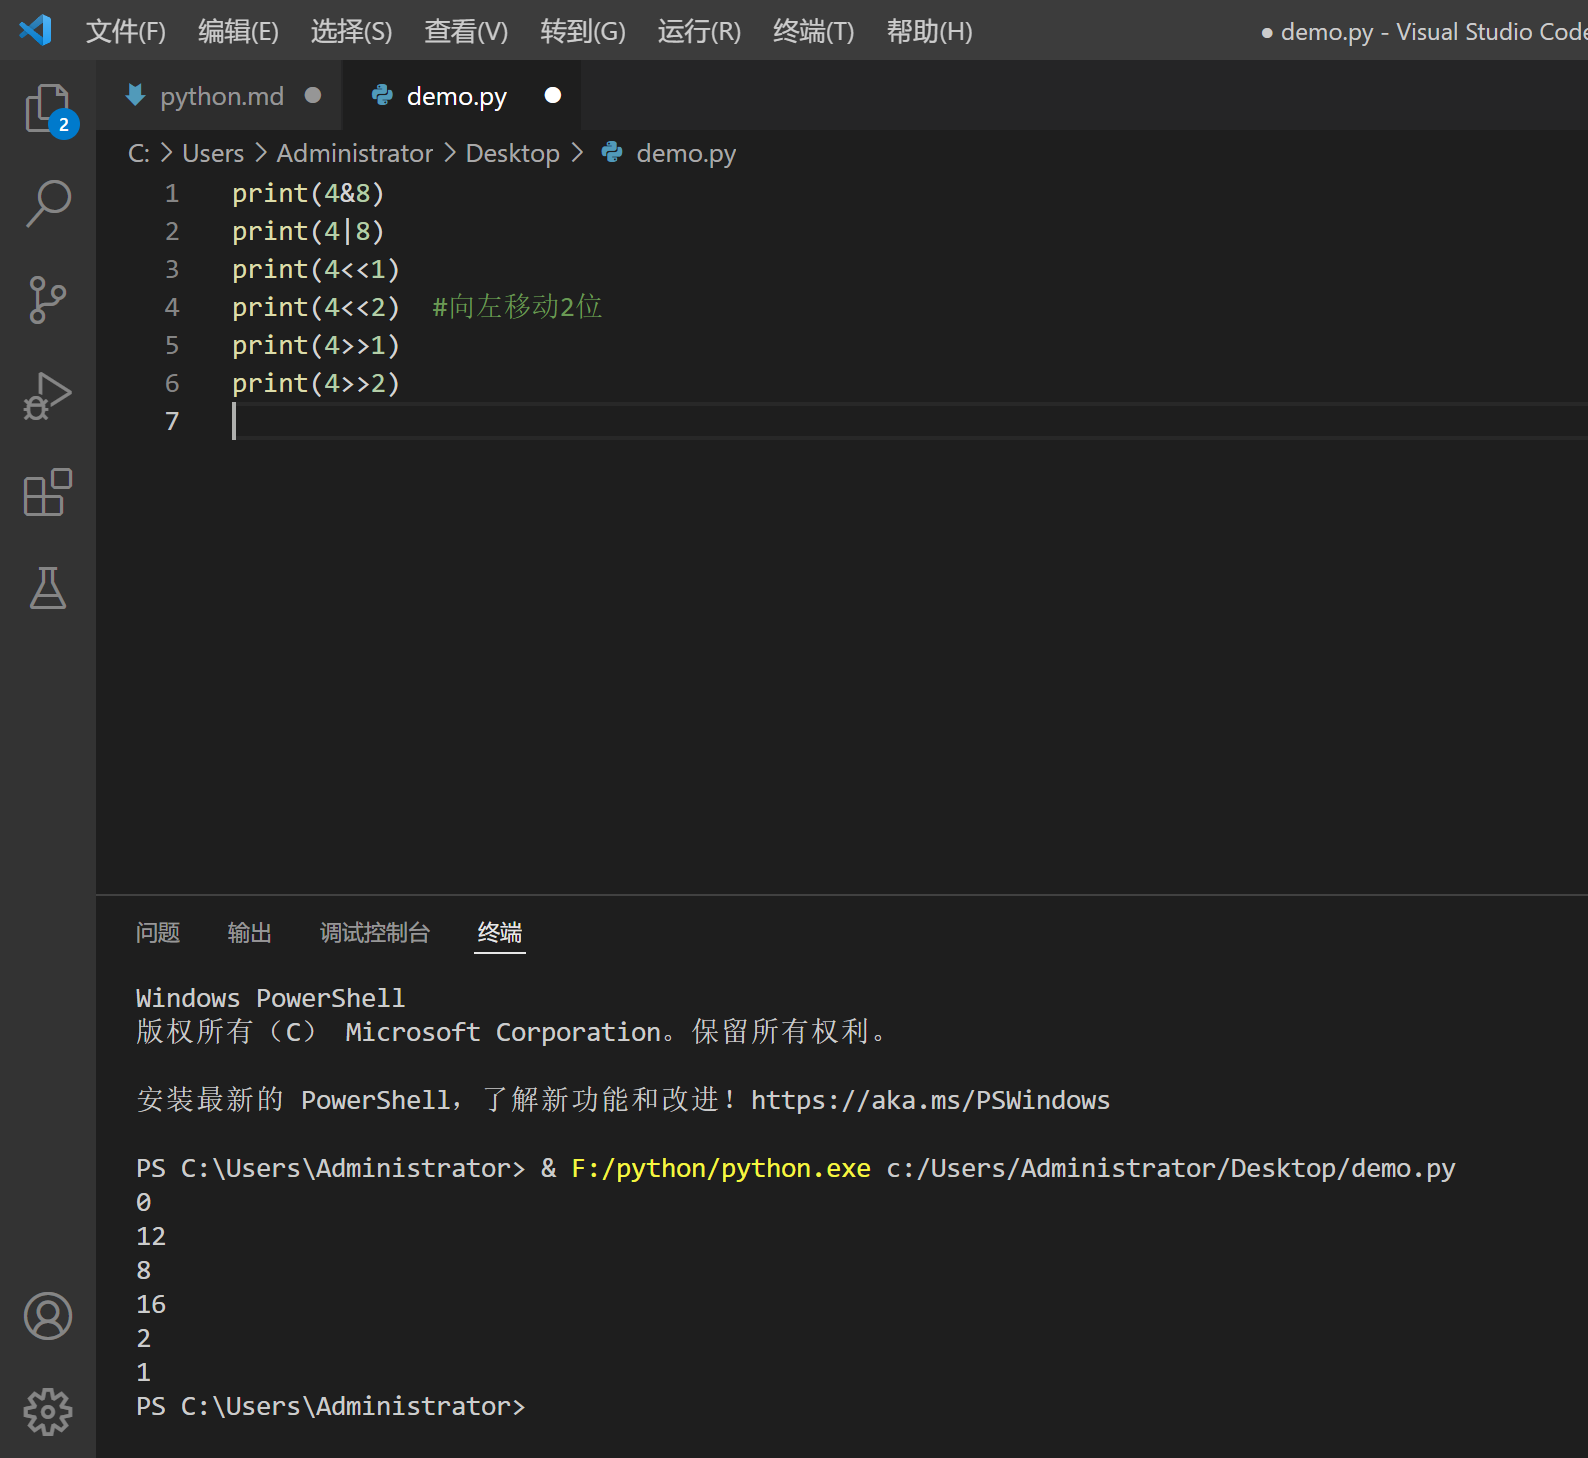 文件(F) 编辑(E) 选择(S) 查看(V) 转到(G) 运行(R) 终端(T) 帮助(H) ● demo.py - Visual Studio Code
python.md ● demo.py ●
2
C: > Users > Administrator > Desktop > demo.py
1 print(4&8)
2 print(4|8)
3 print(4<<1)
4 print(4<<2) #向左移动2位
5 print(4>>1)
6 print(4>>2)
7
问题 输出 调试控制台 终端
Windows PowerShell
版权所有（C） Microsoft Corporation。保留所有权利。
安装最新的 PowerShell，了解新功能和改进！https://aka.ms/PSWindows
PS C:\Users\Administrator> & F:/python/python.exe c:/Users/Administrator/Desktop/demo.py
0
12
8
16
2
1
PS C:\Users\Administrator>